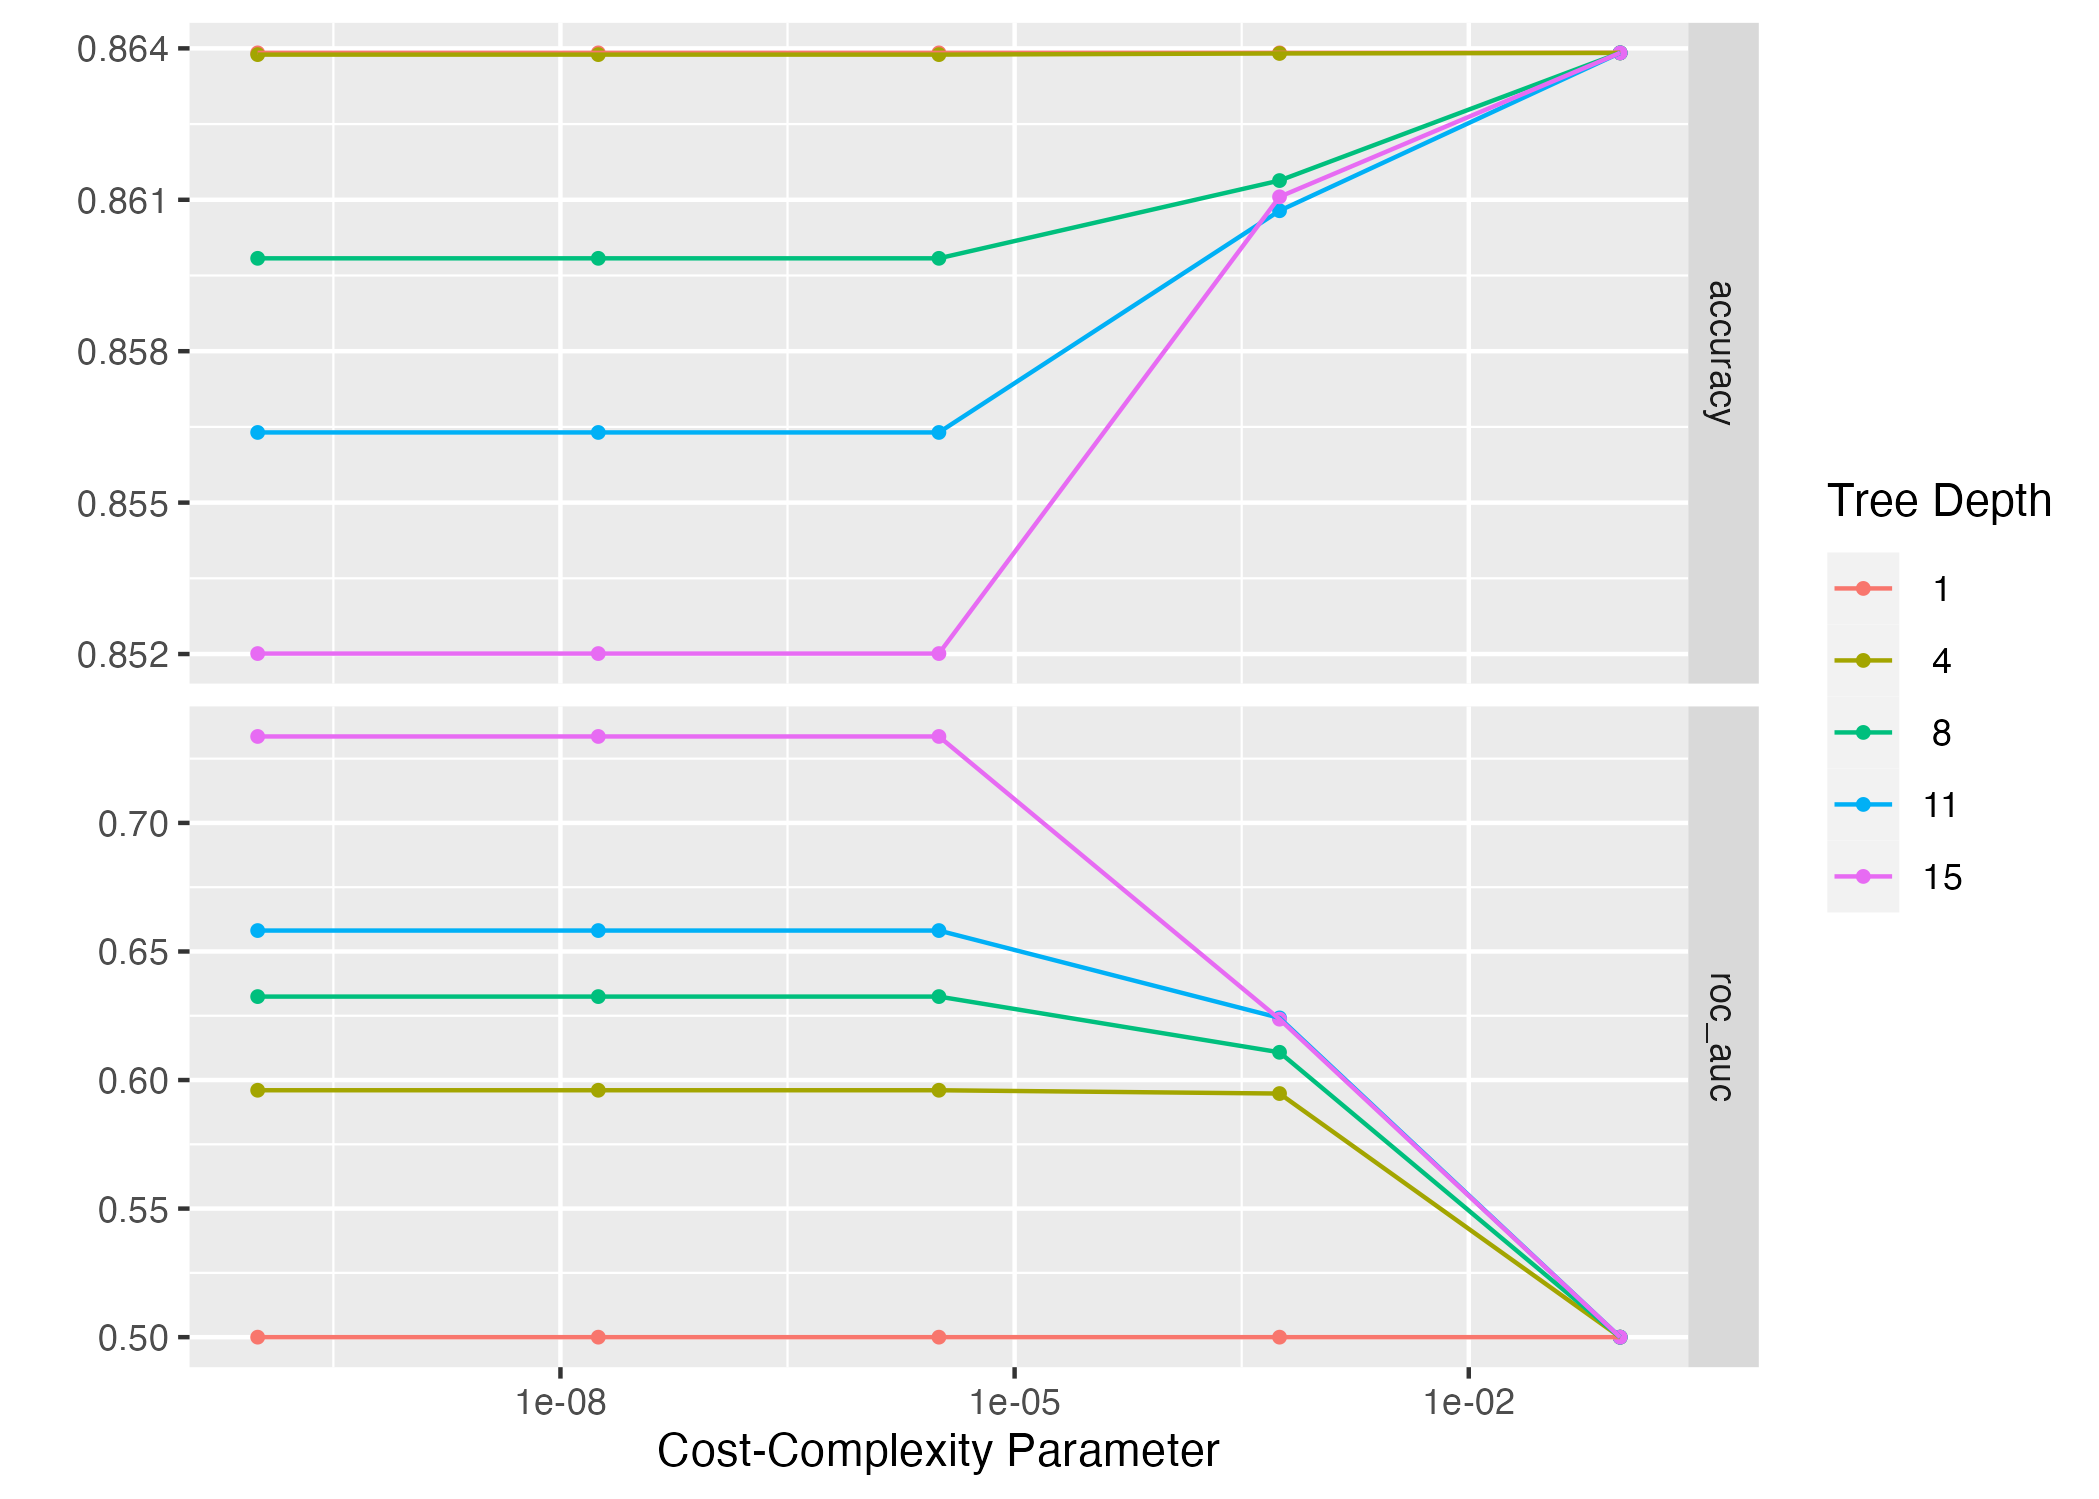 0.864
0.861
0.858
0.855
0.852
accuracy
0.70
0.65
0.60
0.55
0.50
roc_auc
1e-08
1e-05
1e-02
Cost-Complexity Parameter
Tree Depth
1
4
8
11
15